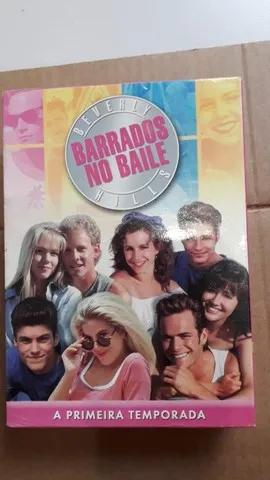 BEVERLY
BARRADOS
NO BAILE
HILLS
A PRIMEIRA TEMPORADA